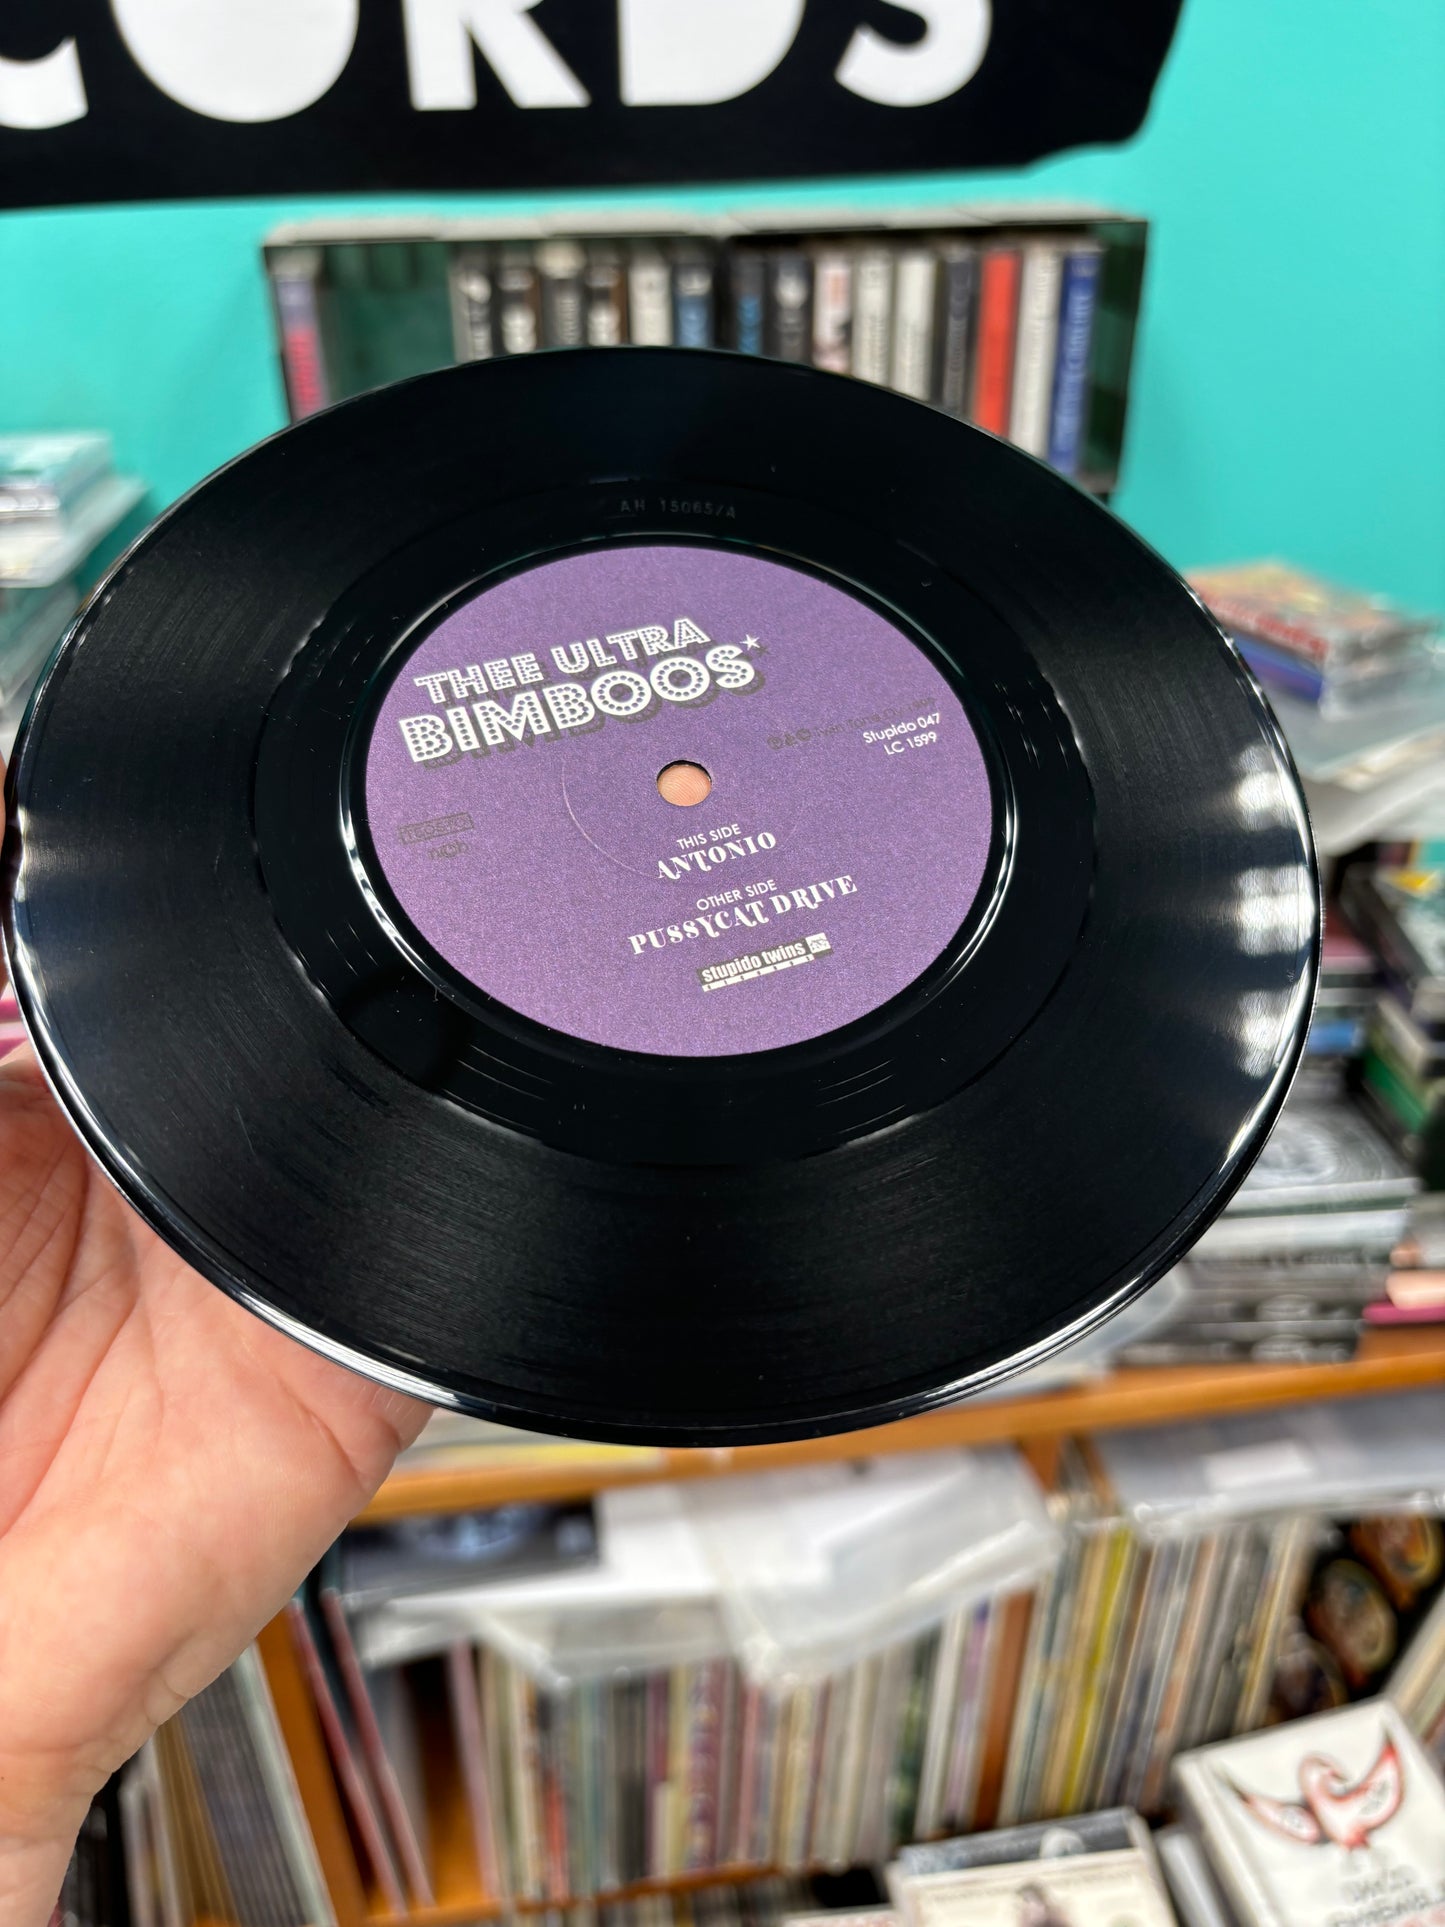 CORDS
AH 15065/A
THEE ULTRA
BIMBOOS
Stupido 047
LC 1599
n©b
THIS SIDE
ANTONIO
OTHER SIDE
PUSSYCAT DRIVE
stupido twins
RECORDS